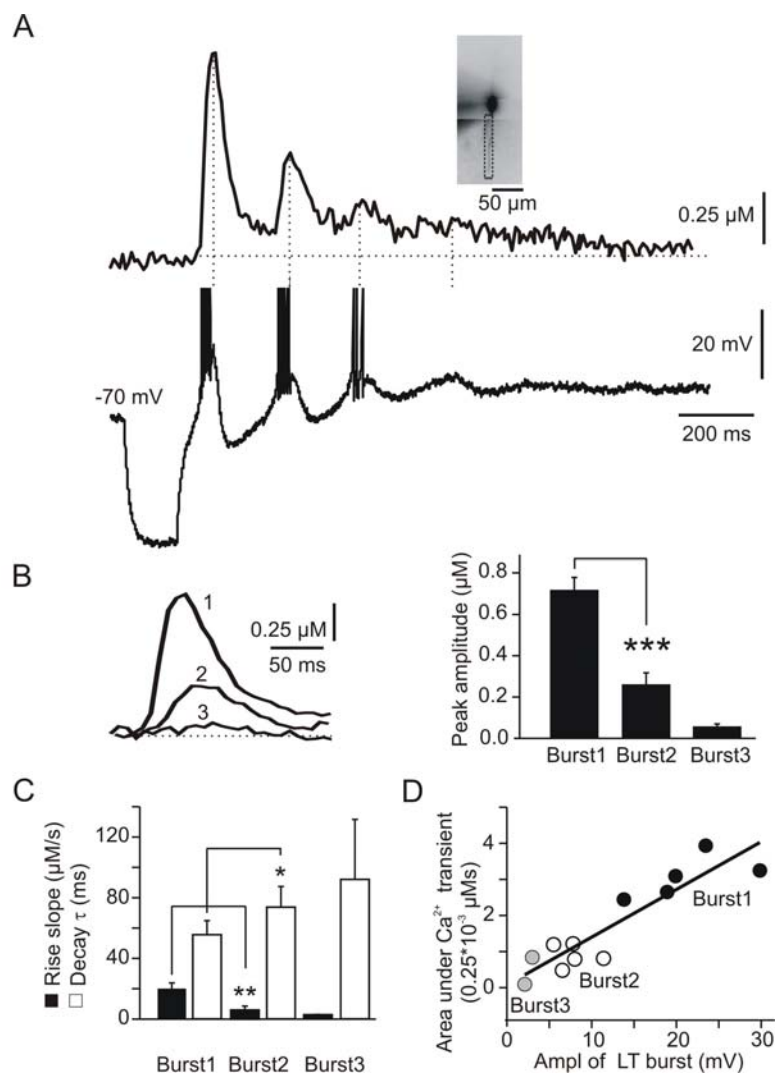 A
50 µm
0.25 µM
20 mV
-70 mV
200 ms
B
1
2
3
0.25 µM
50 ms
Peak amplitude (µM)
0.8
0.6
0.4
0.2
0.0
***
Burst1 Burst2 Burst3
C
Rise slope (µM/s)
Decay τ (ms)
120
80
40
0
*
**
Burst1 Burst2 Burst3
D
Area under Ca²⁺ transient
(0.25*10⁻³ µMs)
4
2
0
Burst1
Burst2
Burst3
0 10 20 30
Ampl of LT burst (mV)